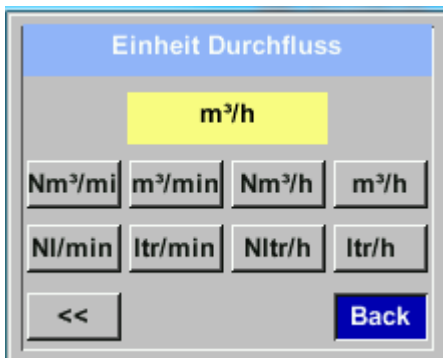 Einheit Durchfluss
m³/h
Nm³/mi m³/min Nm³/h m³/h
Nl/min ltr/min Nltr/h ltr/h
<< Back